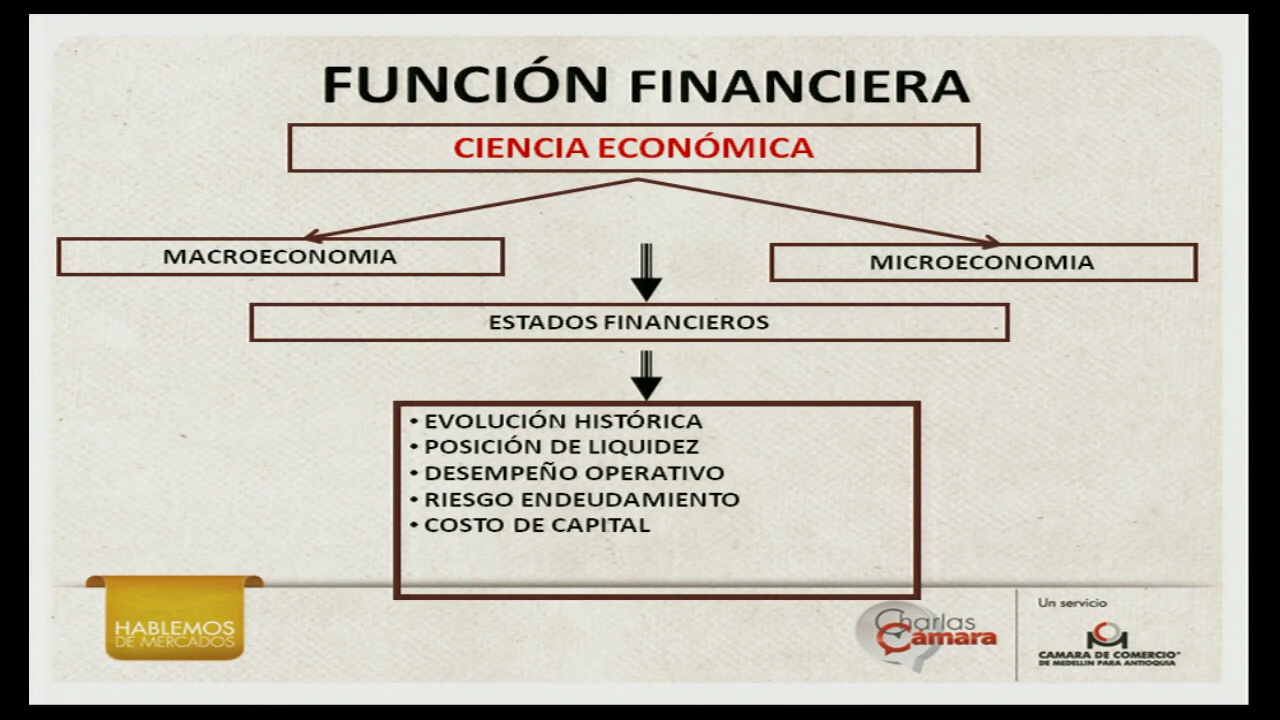 FUNCIÓN FINANCIERA
CIENCIA ECONÓMICA
MACROECONOMIA
MICROECONOMIA
ESTADOS FINANCIEROS
• EVOLUCIÓN HISTÓRICA
• POSICIÓN DE LIQUIDEZ
• DESEMPEÑO OPERATIVO
• RIESGO ENDEUDAMIENTO
• COSTO DE CAPITAL
HABLEMOS
DE MERCADOS
Charlas
Cámara
Un servicio
CAMARA DE COMERCIO®
DE MEDELLIN PARA ANTIOQUIA